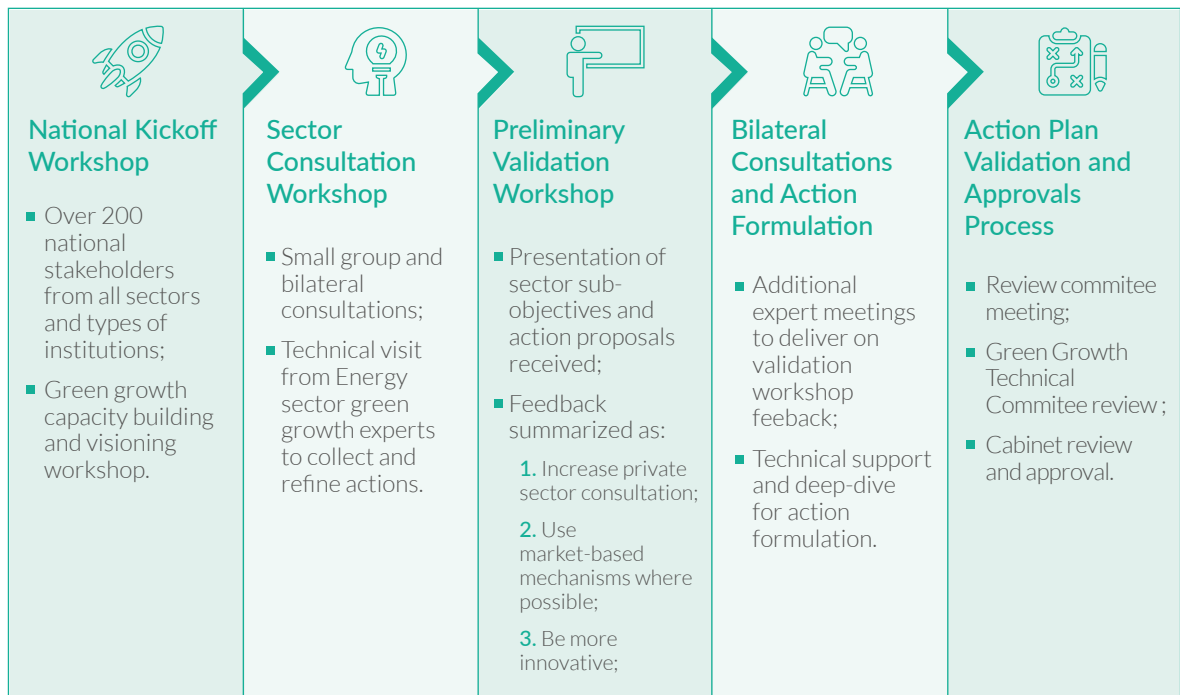 National Kickoff
Workshop
Over 200
national
stakeholders
from all sectors
and types of
institutions;
Green growth
capacity building
and visioning
workshop.
Sector
Consultation
Workshop
Small group and
bilateral
consultations;
Technical visit
from Energy
sector green
growth experts
to collect and
refine actions.
Preliminary
Validation
Workshop
Presentation of
sector sub-
objectives and
action proposals
received;
Feedback
summarized as:
1. Increase private
sector consultation;
2. Use
market-based
mechanisms where
possible;
3. Be more
innovative;
Bilateral
Consultations
and Action
Formulation
Additional
expert meetings
to deliver on
validation
workshop
feeback;
Technical support
and deep-dive
for action
formulation.
Action Plan
Validation and
Approvals
Process
Review commitee
meeting;
Green Growth
Technical
Commitee review ;
Cabinet review
and approval.